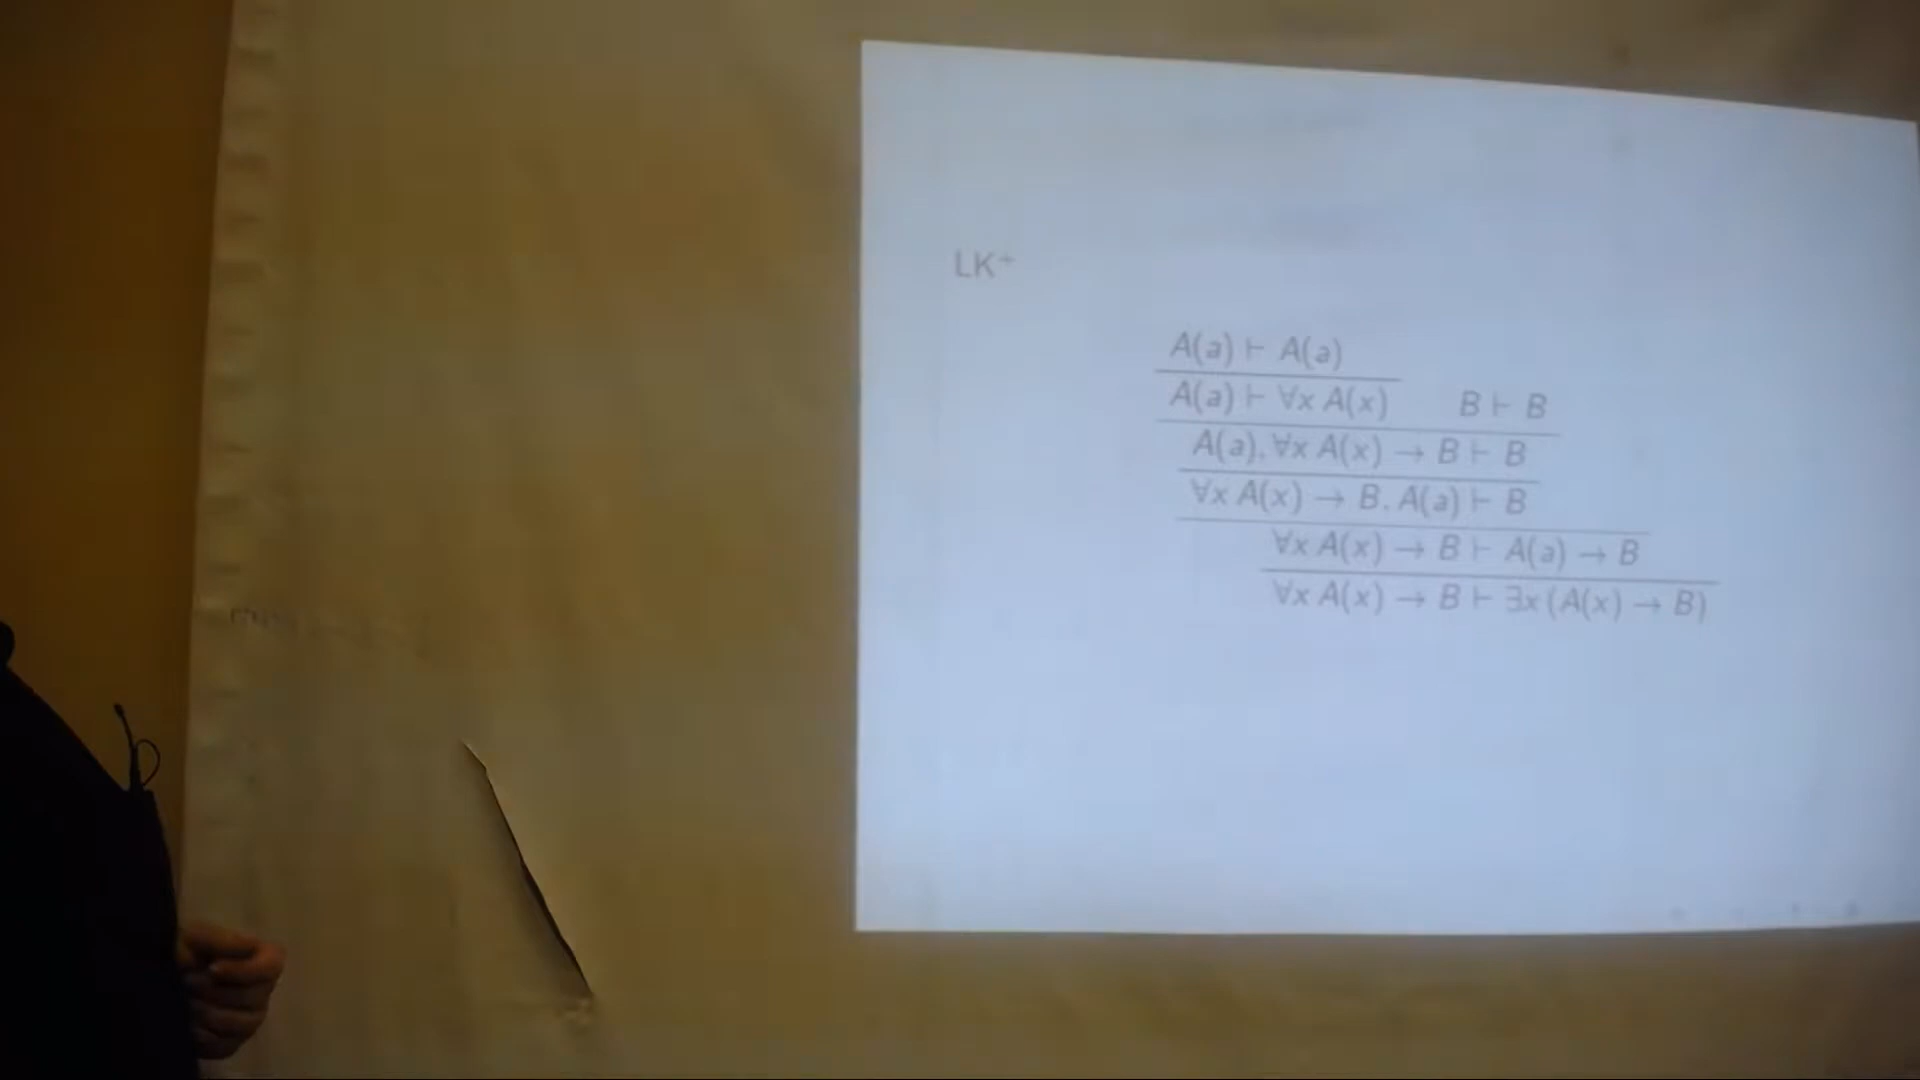 LK⁺
A(a) ⊢ A(a)
A(a) ⊢ ∀x A(x) B ⊢ B
A(a), ∀x A(x) → B ⊢ B
∀x A(x) → B, A(a) ⊢ B
∀x A(x) → B ⊢ A(a) → B
∀x A(x) → B ⊢ ∃x (A(x) → B)